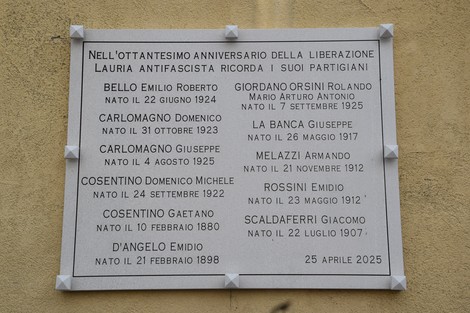 NELL'OTTANTESIMO ANNIVERSARIO DELLA LIBERAZIONE
LAURIA ANTIFASCISTA RICORDA I SUOI PARTIGIANI
BELLO EMILIO ROBERTO
NATO IL 22 GIUGNO 1924
CARLOMAGNO DOMENICO
NATO IL 31 OTTOBRE 1923
CARLOMAGNO GIUSEPPE
NATO IL 4 AGOSTO 1925
COSENTINO DOMENICO MICHELE
NATO IL 24 SETTEMBRE 1922
COSENTINO GAETANO
NATO IL 10 FEBBRAIO 1880
D'ANGELO EMIDIO
NATO IL 21 FEBBRAIO 1898
GIORDANO ORSINI ROLANDO
MARIO ARTURO ANTONIO
NATO IL 7 SETTEMBRE 1925
LA BANCA GIUSEPPE
NATO IL 26 MAGGIO 1917
MELAZZI ARMANDO
NATO IL 21 NOVEMBRE 1912
ROSSINI EMIDIO
NATO IL 23 MAGGIO 1912
SCALDAFERRI GIACOMO
NATO IL 22 LUGLIO 1907
25 APRILE 2025